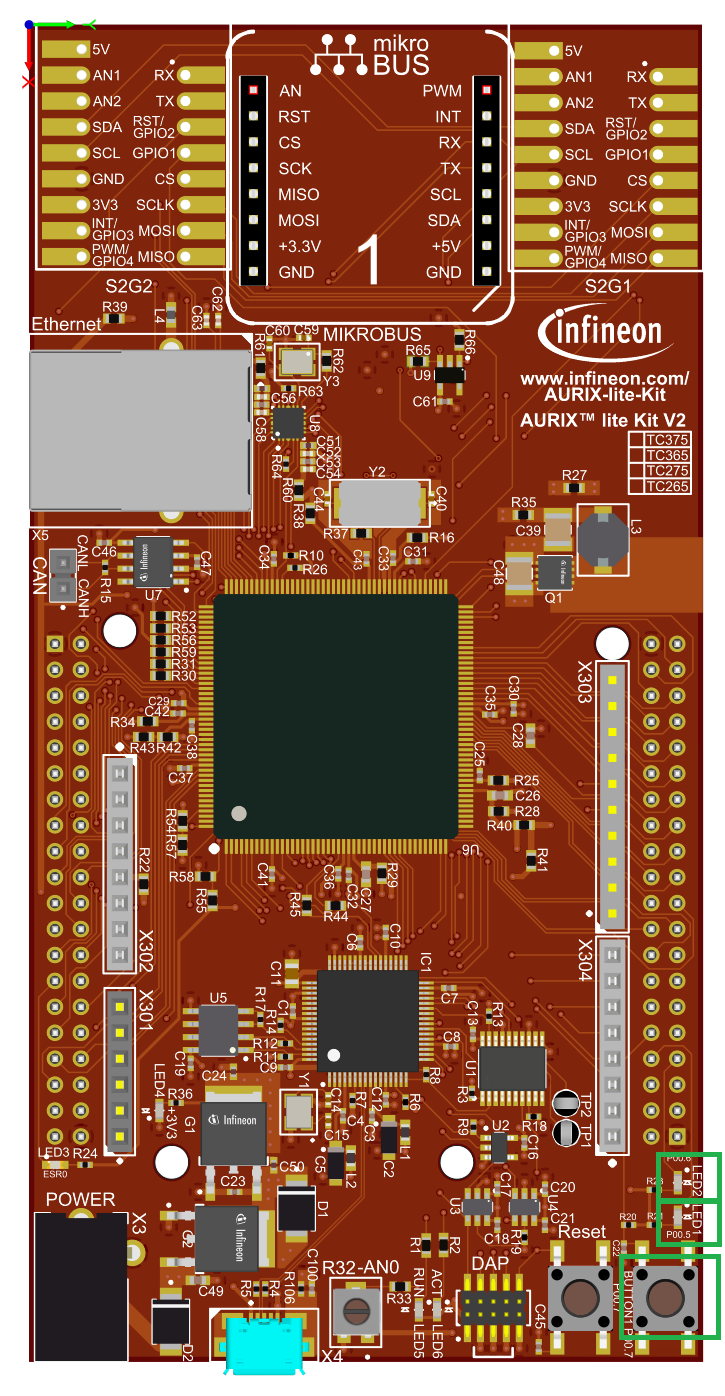 Y
X
5V
AN1
RX
AN2
TX
SDA
RST/
GPIO2
SCL
GPIO1
GND
CS
3V3
SCLK
INT/
GPIO3
MOSI
PWM/
GPIO4
MISO
S2G2
mikro
BUS
AN
PWM
RST
INT
CS
RX
SCK
TX
MISO
SCL
MOSI
SDA
+3.3V
+5V
GND
GND
1
MIKROBUS
5V
AN1
RX
AN2
TX
SDA
RST/
GPIO2
SCL
GPIO1
GND
CS
3V3
SCLK
INT/
GPIO3
MOSI
PWM/
GPIO4
MISO
S2G1
R39
L4
C63
C62
Ethernet
C60
C59
R61
R62
Y3
R63
C56
C58
U8
C51
C52
C53
C54
R64
R60
R38
C44
Y2
C40
R37
R16
R65
R66
U9
C61
infineon
www.infineon.com/
AURIX-lite-Kit
AURIX™ lite Kit V2
TC375
TC365
TC275
TC265
R27
R35
C39
L3
C48
Q1
X5
CAN
CANL
CANH
C46
R15
Infineon
U7
C47
C34
R10
R26
C43
C33
C31
R52
R53
R56
R59
R31
R30
C29
C42
R34
R43
R42
C38
C37
R54
R57
R58
R55
R22
X302
X303
C35
C30
C28
C25
R25
C26
R28
R40
R41
U6
C41
C36
C32
C27
R29
R45
R44
C6
C10
IC1
X301
X304
C11
U5
R17
R14
C1
R12
R11
C9
C19
C24
C7
C8
C13
R13
U1
R3
R8
LED4
+3V3
R36
G1
Infineon
Y1
C14
C15
C4
R7
C3
C12
R6
R9
U2
R18
C16
TP2
TP1
LED3
ESR0
R24
C23
C50
C5
L2
C2
L1
POWER
X3
G2
Infineon
D1
C17
U3
C18
R19
U4
C20
C21
P00.6
LED2
R20
LED1
P00.5
Reset
C22
C49
R5
R4
R106
C100
R32-AN0
R1
R2
DAP
R33
RUN
LED5
ACT
LED6
C45
P00.7
BUTTON1
P00.7
D2
X4